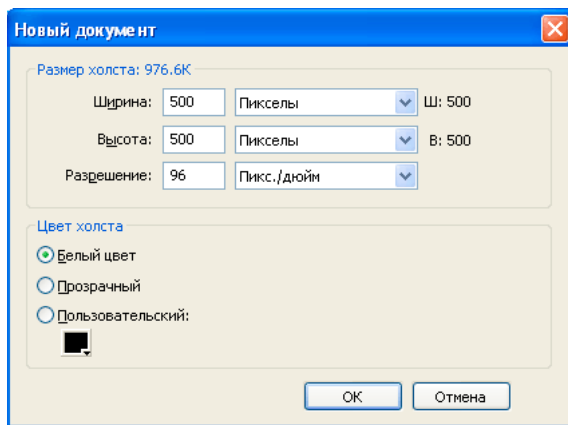 Новый документ
Размер холста: 976.6К
Ширина: 500 Пикселы Ш: 500
Высота: 500 Пикселы В: 500
Разрешение: 96 Пикс./дюйм
Цвет холста
Белый цвет
Прозрачный
Пользовательский:
ОК Отмена